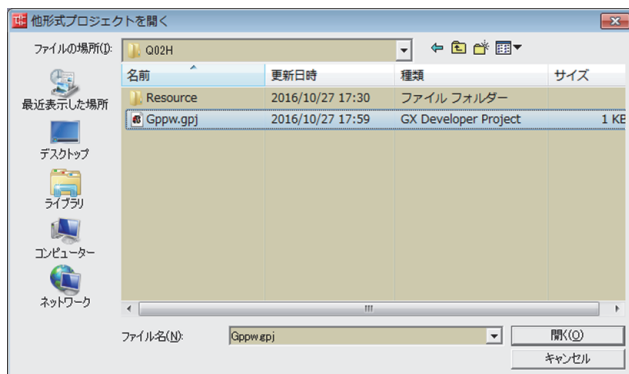 他形式プロジェクトを開く
ファイルの場所(I):
Q02H
名前
更新日時
種類
サイズ
Resource
2016/10/27 17:30
ファイル フォルダー
Gppw.gpj
2016/10/27 17:59
GX Developer Project
1 KB
最近表示した場所
デスクトップ
ライブラリ
コンピューター
ネットワーク
ファイル名(N):
Gppw.gpj
開く(O)
キャンセル